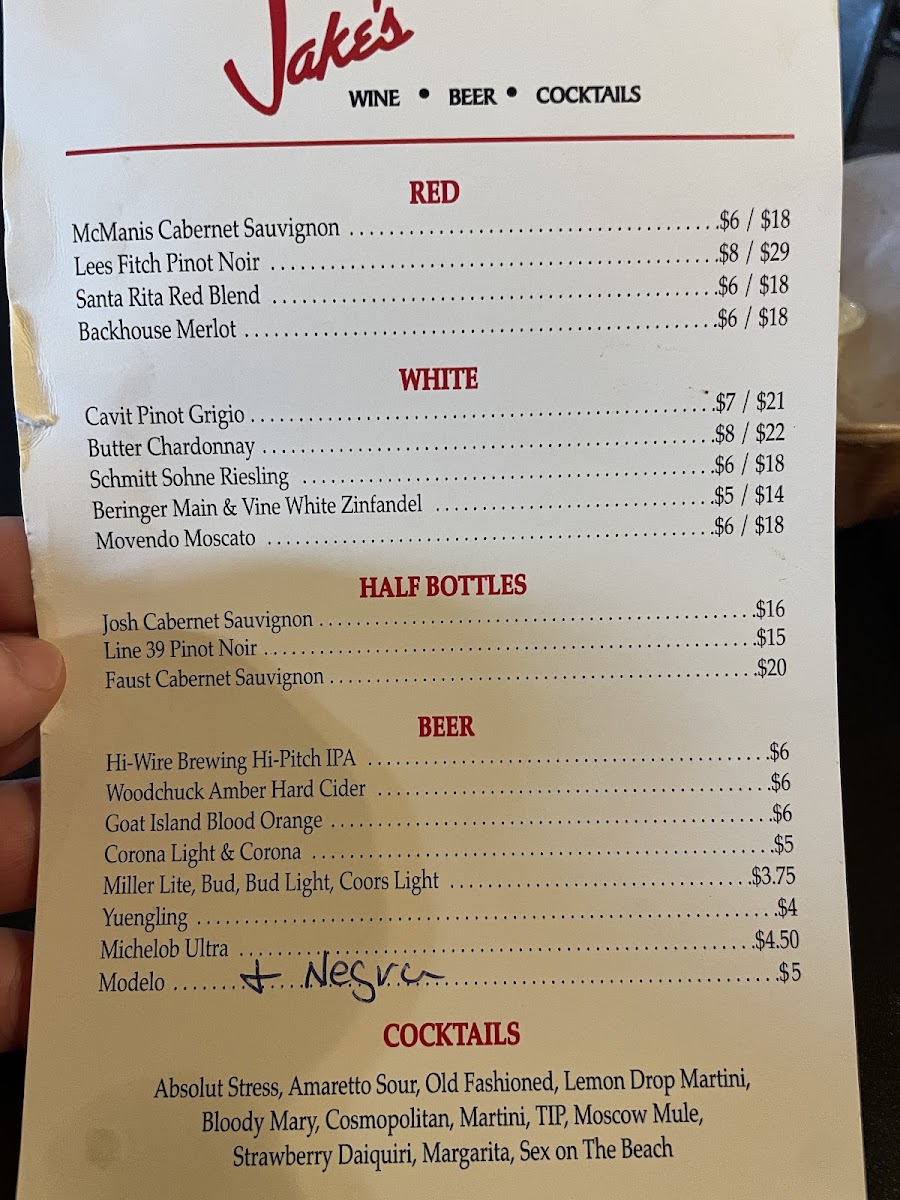 Jake's
WINE • BEER • COCKTAILS
RED
McManis Cabernet Sauvignon ........................................ $6 / $18
Lees Fitch Pinot Noir ........................................ $8 / $29
Santa Rita Red Blend ........................................ $6 / $18
Backhouse Merlot ........................................ $6 / $18
WHITE
Cavit Pinot Grigio ........................................ $7 / $21
Butter Chardonnay ........................................ $8 / $22
Schmitt Sohne Riesling ........................................ $6 / $18
Beringer Main & Vine White Zinfandel ........................................ $5 / $14
Movendo Moscato ........................................ $6 / $18
HALF BOTTLES
Josh Cabernet Sauvignon ........................................ $16
Line 39 Pinot Noir ........................................ $15
Faust Cabernet Sauvignon ........................................ $20
BEER
Hi-Wire Brewing Hi-Pitch IPA ........................................ $6
Woodchuck Amber Hard Cider ........................................ $6
Goat Island Blood Orange ........................................ $6
Corona Light & Corona ........................................ $5
Miller Lite, Bud, Bud Light, Coors Light ........................................ $3.75
Yuengling ........................................ $4
Michelob Ultra ........................................ $4.50
Modelo ........ + Negra ........................................ $5
COCKTAILS
Absolut Stress, Amaretto Sour, Old Fashioned, Lemon Drop Martini,
Bloody Mary, Cosmopolitan, Martini, TIP, Moscow Mule,
Strawberry Daiquiri, Margarita, Sex on The Beach